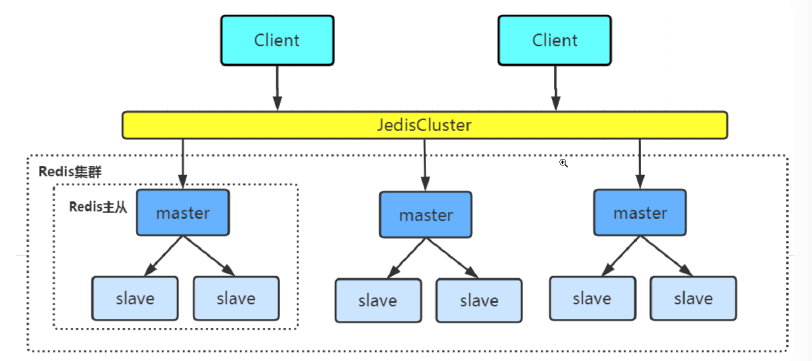 Client Client
JedisCluster
Redis集群
Redis主从
master master master
slave slave slave slave slave slave